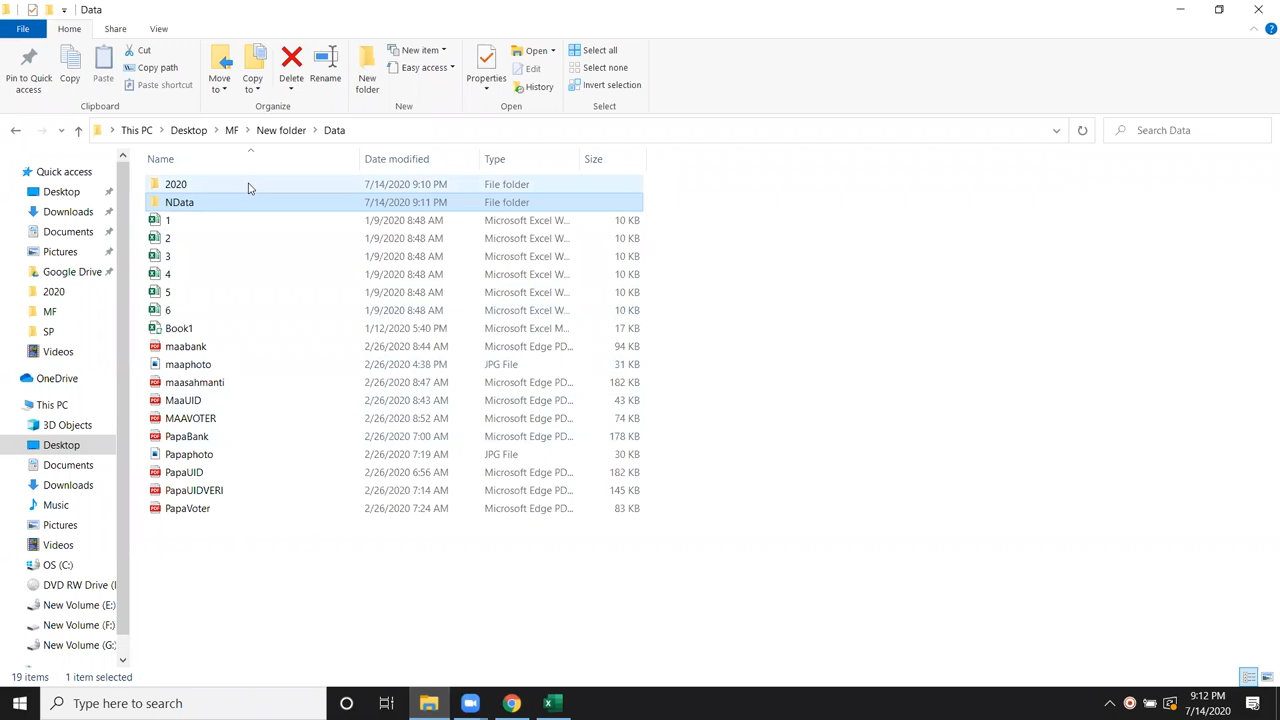 Data
File Home Share View
Pin to Quick access
Copy
Paste
Cut
Copy path
Paste shortcut
Clipboard
Move to
Copy to
Delete
Rename
Organize
New folder
New item
Easy access
New
Properties
Open
Edit
History
Open
Select all
Select none
Invert selection
Select
This PC Desktop MF New folder Data
Search Data
Name Date modified Type Size
2020 7/14/2020 9:10 PM File folder
NData 7/14/2020 9:11 PM File folder
1 1/9/2020 8:48 AM Microsoft Excel W... 10 KB
2 1/9/2020 8:48 AM Microsoft Excel W... 10 KB
3 1/9/2020 8:48 AM Microsoft Excel W... 10 KB
4 1/9/2020 8:48 AM Microsoft Excel W... 10 KB
5 1/9/2020 8:48 AM Microsoft Excel W... 10 KB
6 1/9/2020 8:48 AM Microsoft Excel W... 10 KB
Book1 1/12/2020 5:40 PM Microsoft Excel M... 17 KB
maabank 2/26/2020 8:44 AM Microsoft Edge PD... 94 KB
maaphoto 2/26/2020 4:38 PM JPG File 31 KB
maasahmanti 2/26/2020 8:47 AM Microsoft Edge PD... 182 KB
MaaUID 2/26/2020 8:43 AM Microsoft Edge PD... 43 KB
MAAVOTER 2/26/2020 8:52 AM Microsoft Edge PD... 74 KB
PapaBank 2/26/2020 7:00 AM Microsoft Edge PD... 178 KB
Papaphoto 2/26/2020 7:19 AM JPG File 30 KB
PapaUID 2/26/2020 6:56 AM Microsoft Edge PD... 182 KB
PapaUIDVERI 2/26/2020 7:14 AM Microsoft Edge PD... 145 KB
PapaVoter 2/26/2020 7:24 AM Microsoft Edge PD... 83 KB
Quick access
Desktop
Downloads
Documents
Pictures
Google Drive
2020
MF
SP
Videos
OneDrive
This PC
3D Objects
Desktop
Documents
Downloads
Music
Pictures
Videos
OS (C:)
DVD RW Drive (
New Volume (E:)
New Volume (F:)
New Volume (G:)
19 items 1 item selected
Type here to search
9:12 PM
7/14/2020